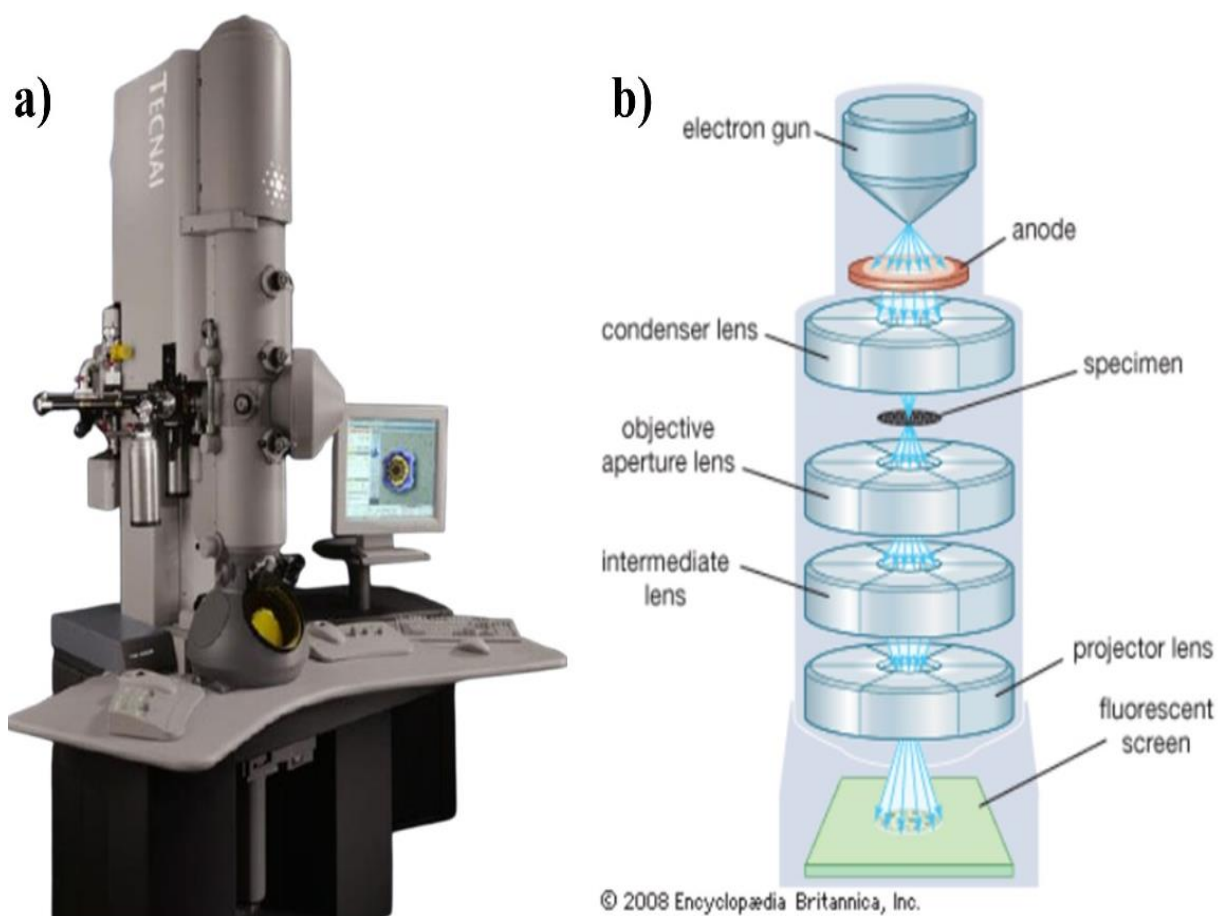 a)
TECNAI
b)
electron gun
anode
condenser lens
specimen
objective
aperture lens
intermediate
lens
projector lens
fluorescent
screen
© 2008 Encyclopædia Britannica, Inc.